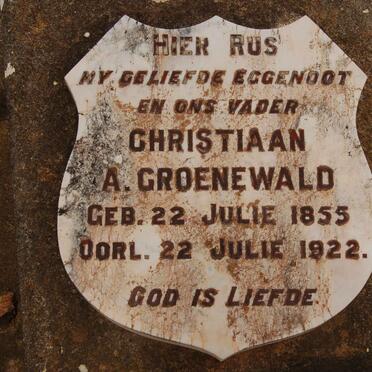 HIER RUS
MY GELIEFDE EGGENOOT
EN ONS VADER
CHRISTIAAN
A. GROENEWALD
GEB. 22 JULIE 1855
OORL. 22 JULIE 1922.
GOD IS LIEFDE